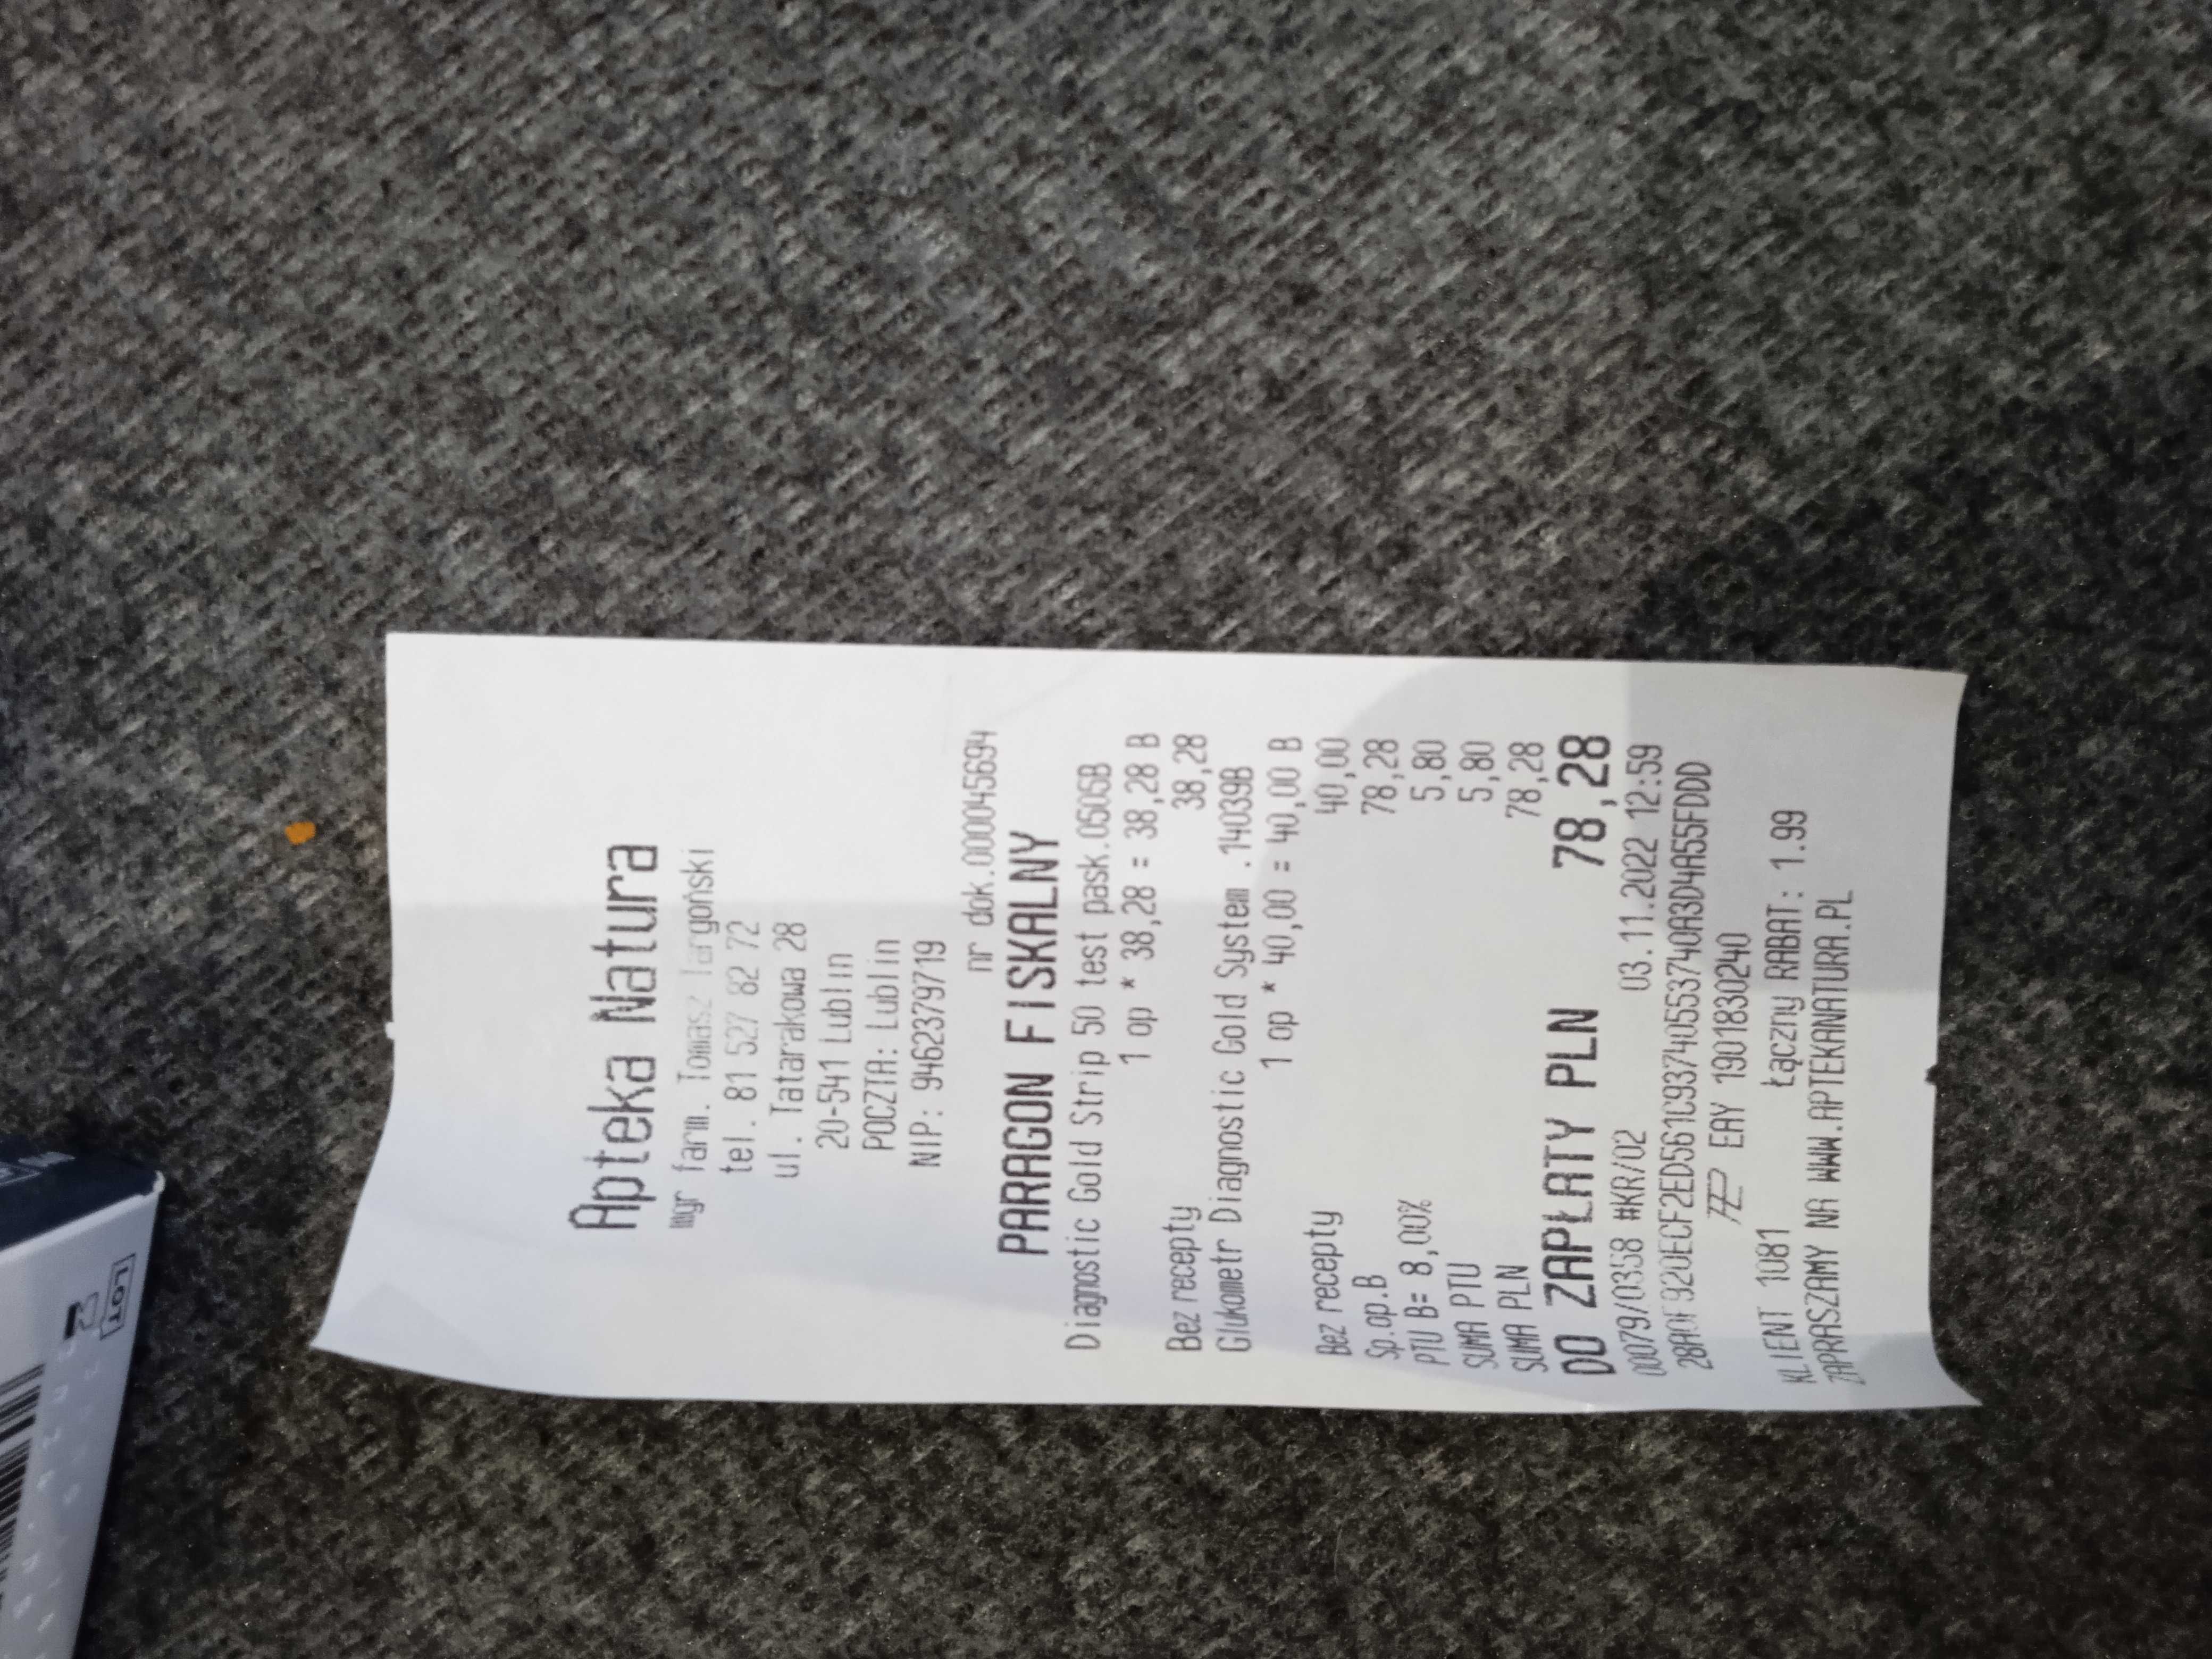 Apteka Natura
mgr farm. Tomasz
tel. 81 527 82 72
ul. Tatarakowa 28
20-541 Lublin
POCZTA: Lublin
NIP: 9462379719
nr dok.0000045694
PARAGON FISKALNY
Diagnostic Gold Strip 50 test pask.0505B
1 op * 38,28 = 38,28 B
Bez recepty 38,28
Glukometr Diagnostic Gold System .14039B
1 op * 40,00 = 40,00 B
Bez recepty 40,00
Sp.op.B 78,28
PTU B= 8,00% 5,80
SUMA PTU 5,80
SUMA PLN 78,28
DO ZAPŁATY PLN 78,28
00079/0358 #KR/02 03.11.2022 12:59
EAY 1901830240
KLIENT 1081 Łączny RABAT: 1.99
ZAPRASZAMY NA WWW.APTEKANATURA.PL
LOT